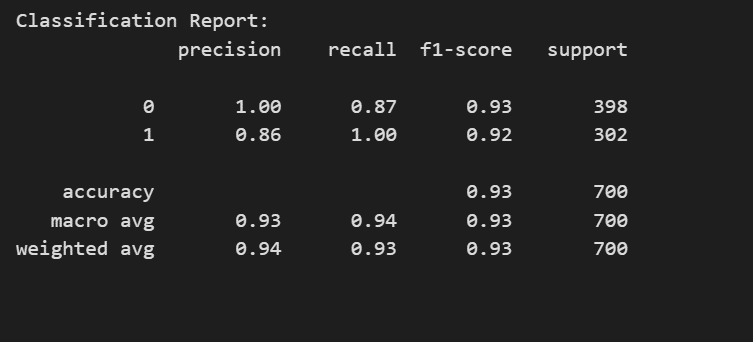 Classification Report:
precision recall f1-score support
0 1.00 0.87 0.93 398
1 0.86 1.00 0.92 302
accuracy 0.93 700
macro avg 0.93 0.94 0.93 700
weighted avg 0.94 0.93 0.93 700